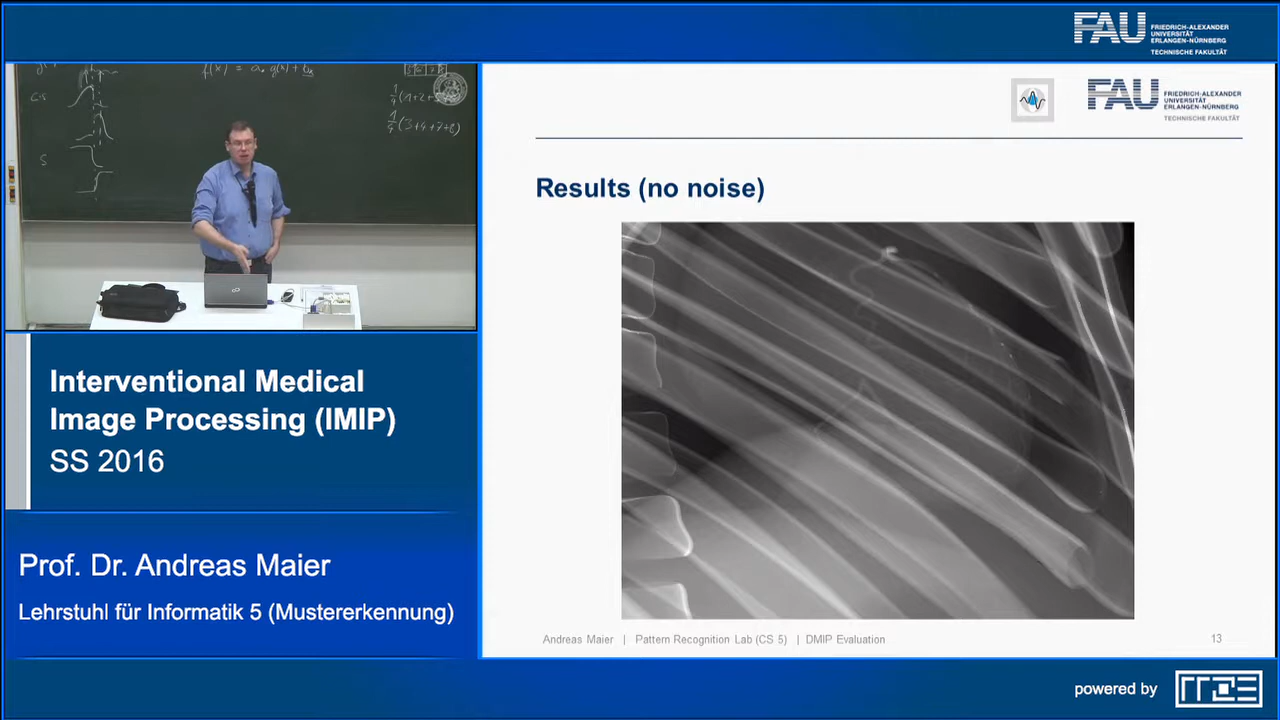 FAU
FRIEDRICH-ALEXANDER
UNIVERSITÄT
ERLANGEN-NÜRNBERG
TECHNISCHE FAKULTÄT
FAU
FRIEDRICH-ALEXANDER
UNIVERSITÄT
ERLANGEN-NÜRNBERG
TECHNISCHE FAKULTÄT
Results (no noise)
Interventional Medical
Image Processing (IMIP)
SS 2016
Prof. Dr. Andreas Maier
Lehrstuhl für Informatik 5 (Mustererkennung)
Andreas Maier | Pattern Recognition Lab (CS 5) | DMIP Evaluation
13
powered by
RRZE